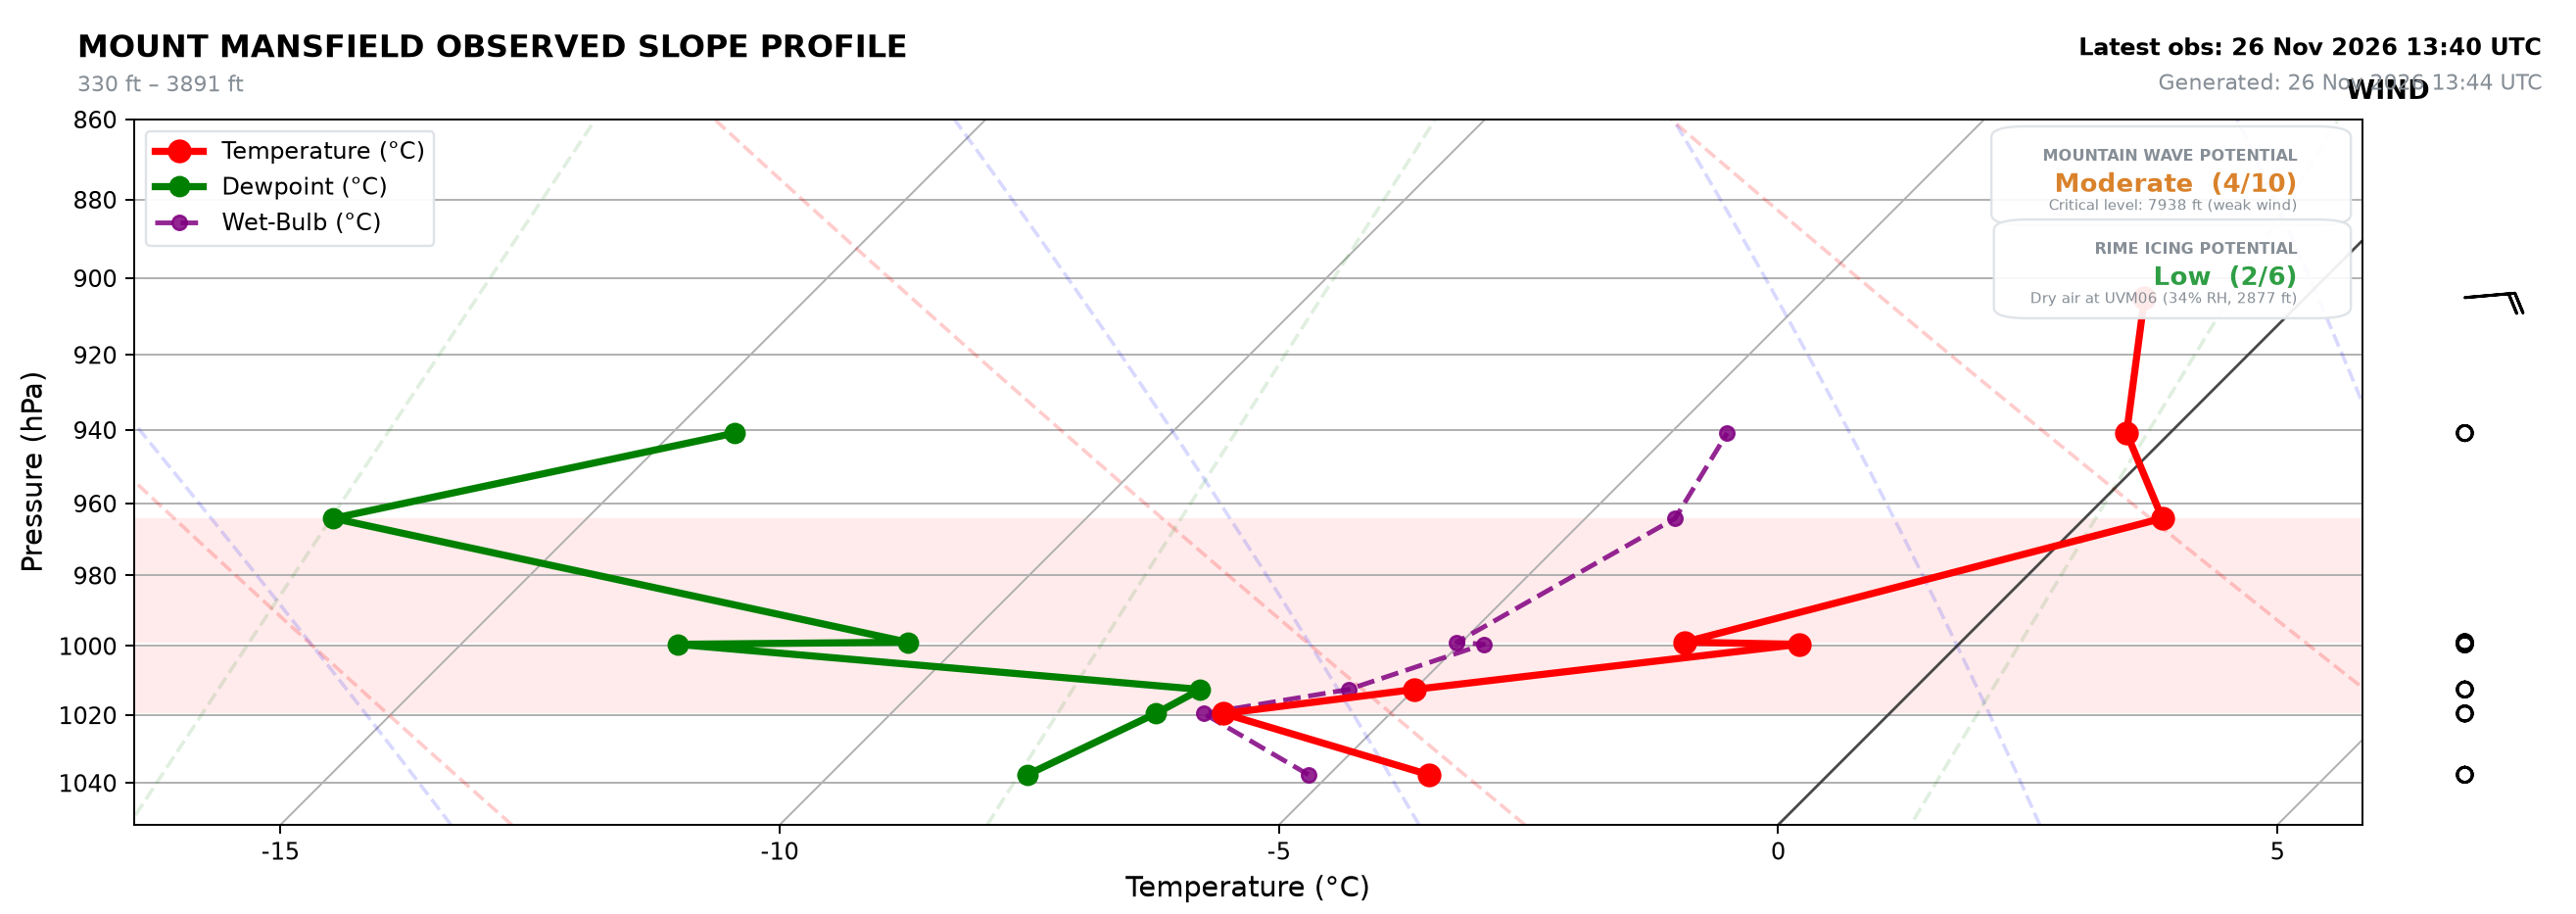 MOUNT MANSFIELD OBSERVED SLOPE PROFILE
Latest obs: 26 Nov 2026 13:40 UTC
330 ft – 3891 ft
Generated: 26 Nov 2026 13:44 UTC
WIND
Temperature (°C)
Dewpoint (°C)
Wet-Bulb (°C)
MOUNTAIN WAVE POTENTIAL
Moderate (4/10)
Critical level: 7938 ft (weak wind)
RIME ICING POTENTIAL
Low (2/6)
Dry air at UVM06 (34% RH, 2877 ft)
Pressure (hPa)
860
880
900
920
940
960
980
1000
1020
1040
-15 -10 -5 0 5
Temperature (°C)